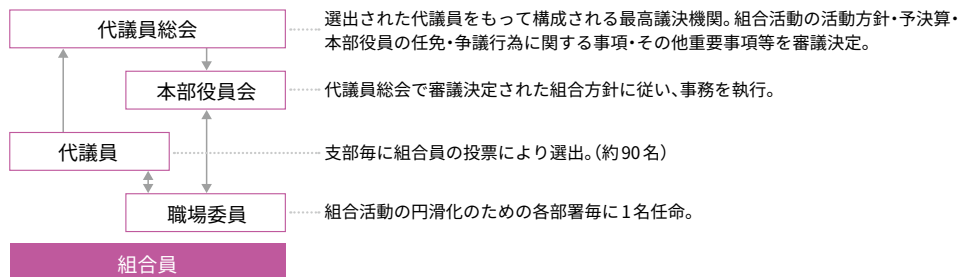 代議員総会
選出された代議員をもって構成される最高議決機関。組合活動の活動方針・予決算・
本部役員の任免・争議行為に関する事項・その他重要事項等を審議決定。
本部役員会
代議員総会で審議決定された組合方針に従い、事務を執行。
代議員
支部毎に組合員の投票により選出。（約90名）
職場委員
組合活動の円滑化のための各部署毎に1名任命。
組合員